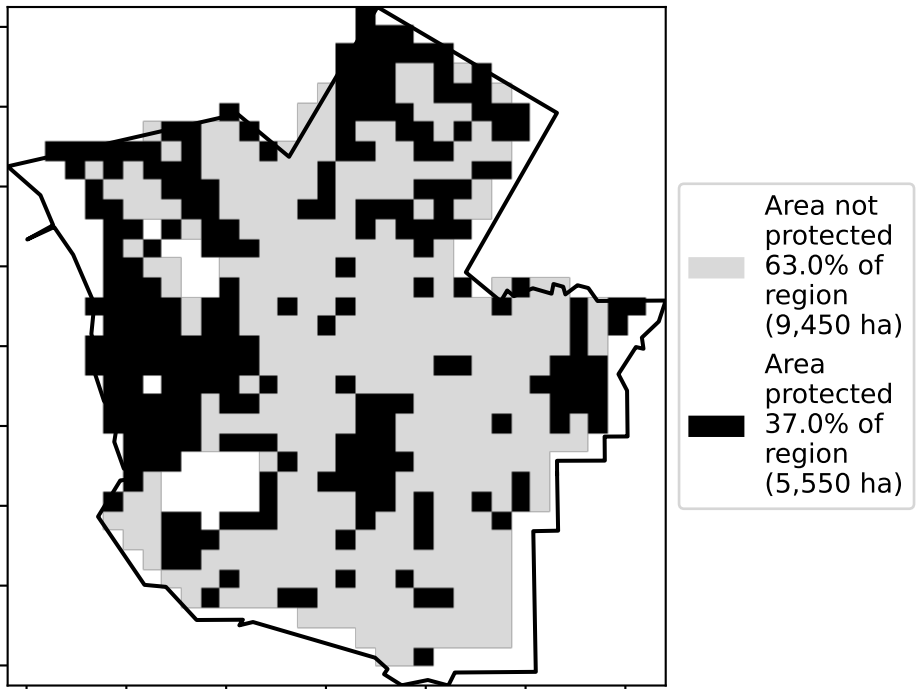 Area not
protected
63.0% of
region
(9,450 ha)
Area
protected
37.0% of
region
(5,550 ha)